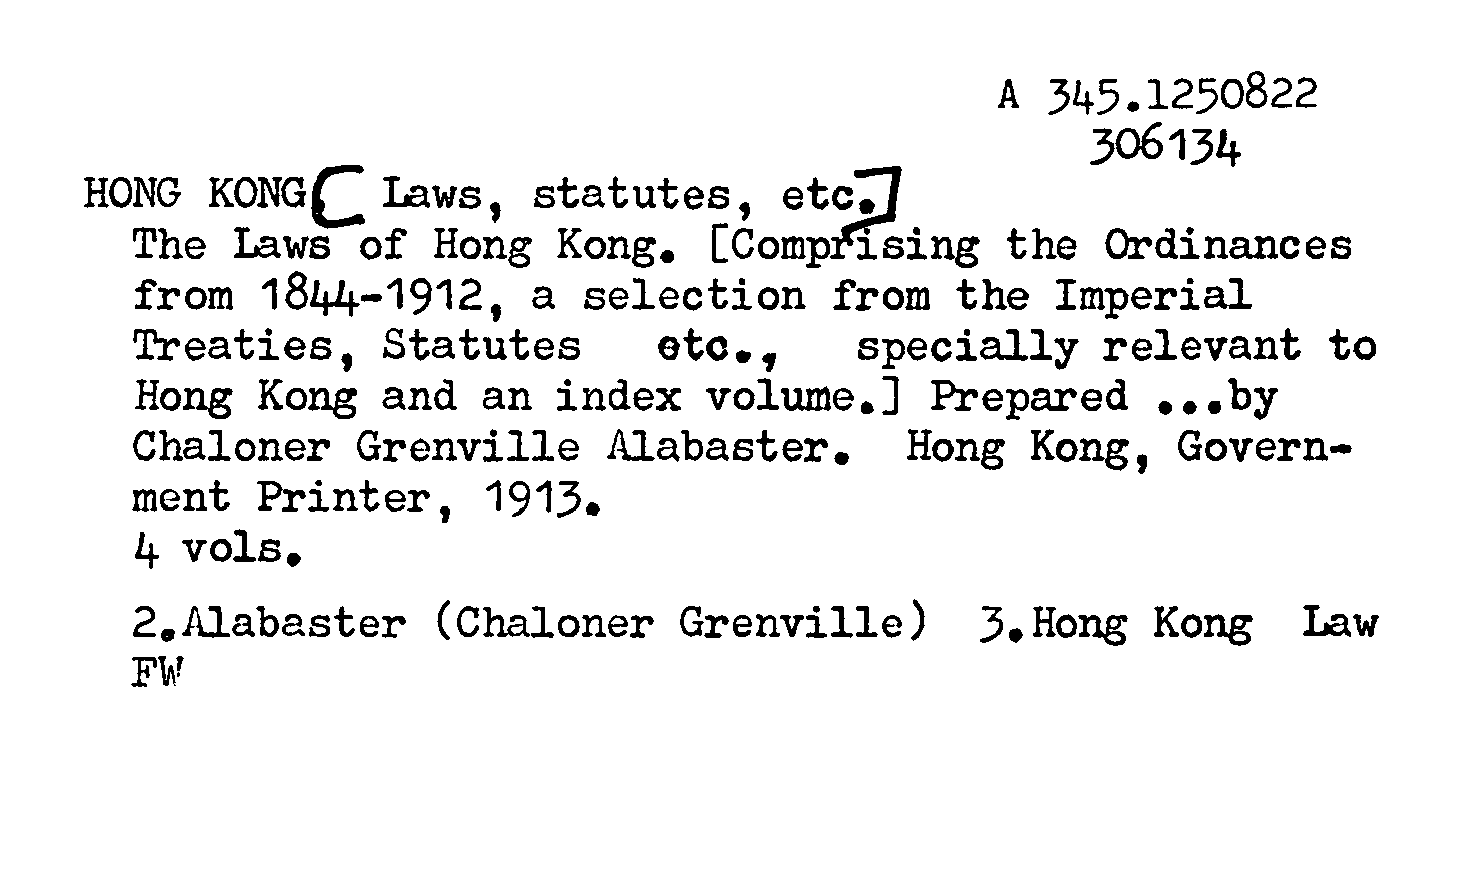 A 345.1250822
306134
HONG KONG[ Laws, statutes, etc.]
The Laws of Hong Kong. [Comprising the Ordinances
from 1844-1912, a selection from the Imperial
Treaties, Statutes etc., specially relevant to
Hong Kong and an index volume.] Prepared ...by
Chaloner Grenville Alabaster. Hong Kong, Govern-
ment Printer, 1913.
4 vols.
2.Alabaster (Chaloner Grenville) 3.Hong Kong Law
FW